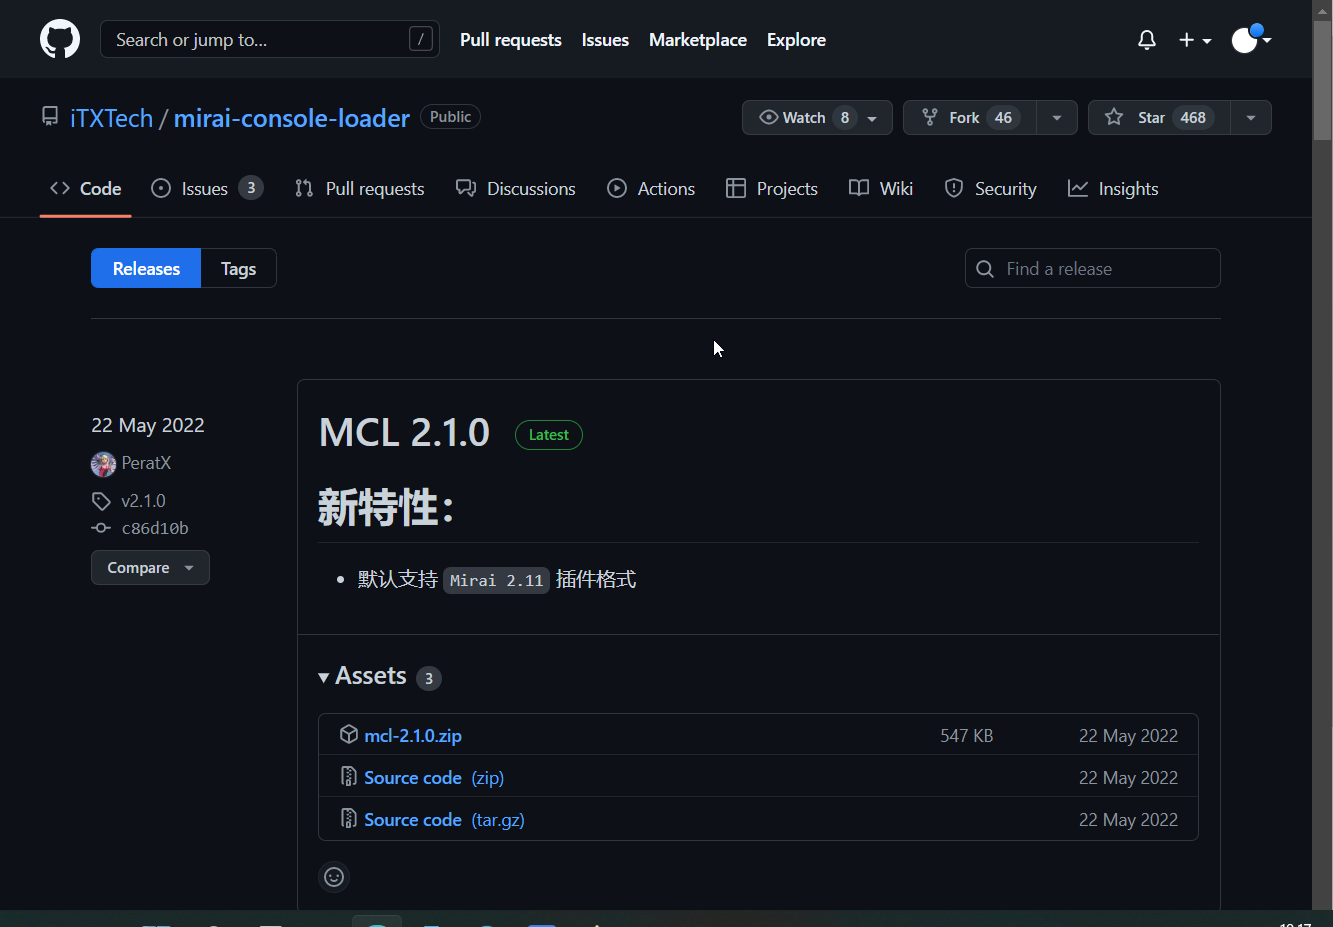 Search or jump to... /
Pull requests Issues Marketplace Explore
iTXTech / mirai-console-loader Public
Watch 8 Fork 46 Star 468
Code Issues 3 Pull requests Discussions Actions Projects Wiki Security Insights
Releases Tags
Find a release
22 May 2022
PeratX
v2.1.0
c86d10b
Compare
MCL 2.1.0 Latest
新特性：
默认支持 Mirai 2.11 插件格式
Assets 3
mcl-2.1.0.zip 547 KB 22 May 2022
Source code (zip) 22 May 2022
Source code (tar.gz) 22 May 2022